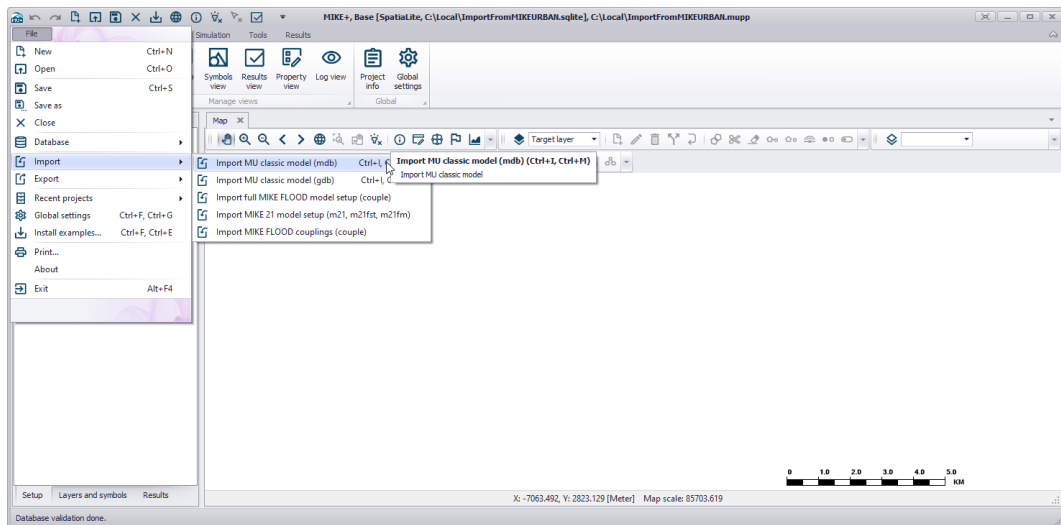 MIKE+, Base [SpatiaLite, C:\Local\ImportFromMIKEURBAN.sqlite], C:\Local\ImportFromMIKEURBAN.mupp
File
Simulation Tools Results
New Ctrl+N
Open Ctrl+O
Save Ctrl+S
Save as
Close
Database
Import
Export
Recent projects
Global settings Ctrl+F, Ctrl+G
Install examples... Ctrl+F, Ctrl+E
Print...
About
Exit Alt+F4
Symbols view
Results view
Property view
Log view
Project info
Global settings
Manage views
Global
Map
Target layer
Import MU classic model (mdb) Ctrl+I,
Import MU classic model (gdb) Ctrl+I,
Import full MIKE FLOOD model setup (couple)
Import MIKE 21 model setup (m21, m21fst, m21fm)
Import MIKE FLOOD couplings (couple)
Import MU classic model (mdb) (Ctrl+I, Ctrl+M)
Import MU classic model
0 1.0 2.0 3.0 4.0 5.0
KM
Setup Layers and symbols Results
X: -7063.492, Y: 2823.129 [Meter] Map scale: 85703.619
Database validation done.